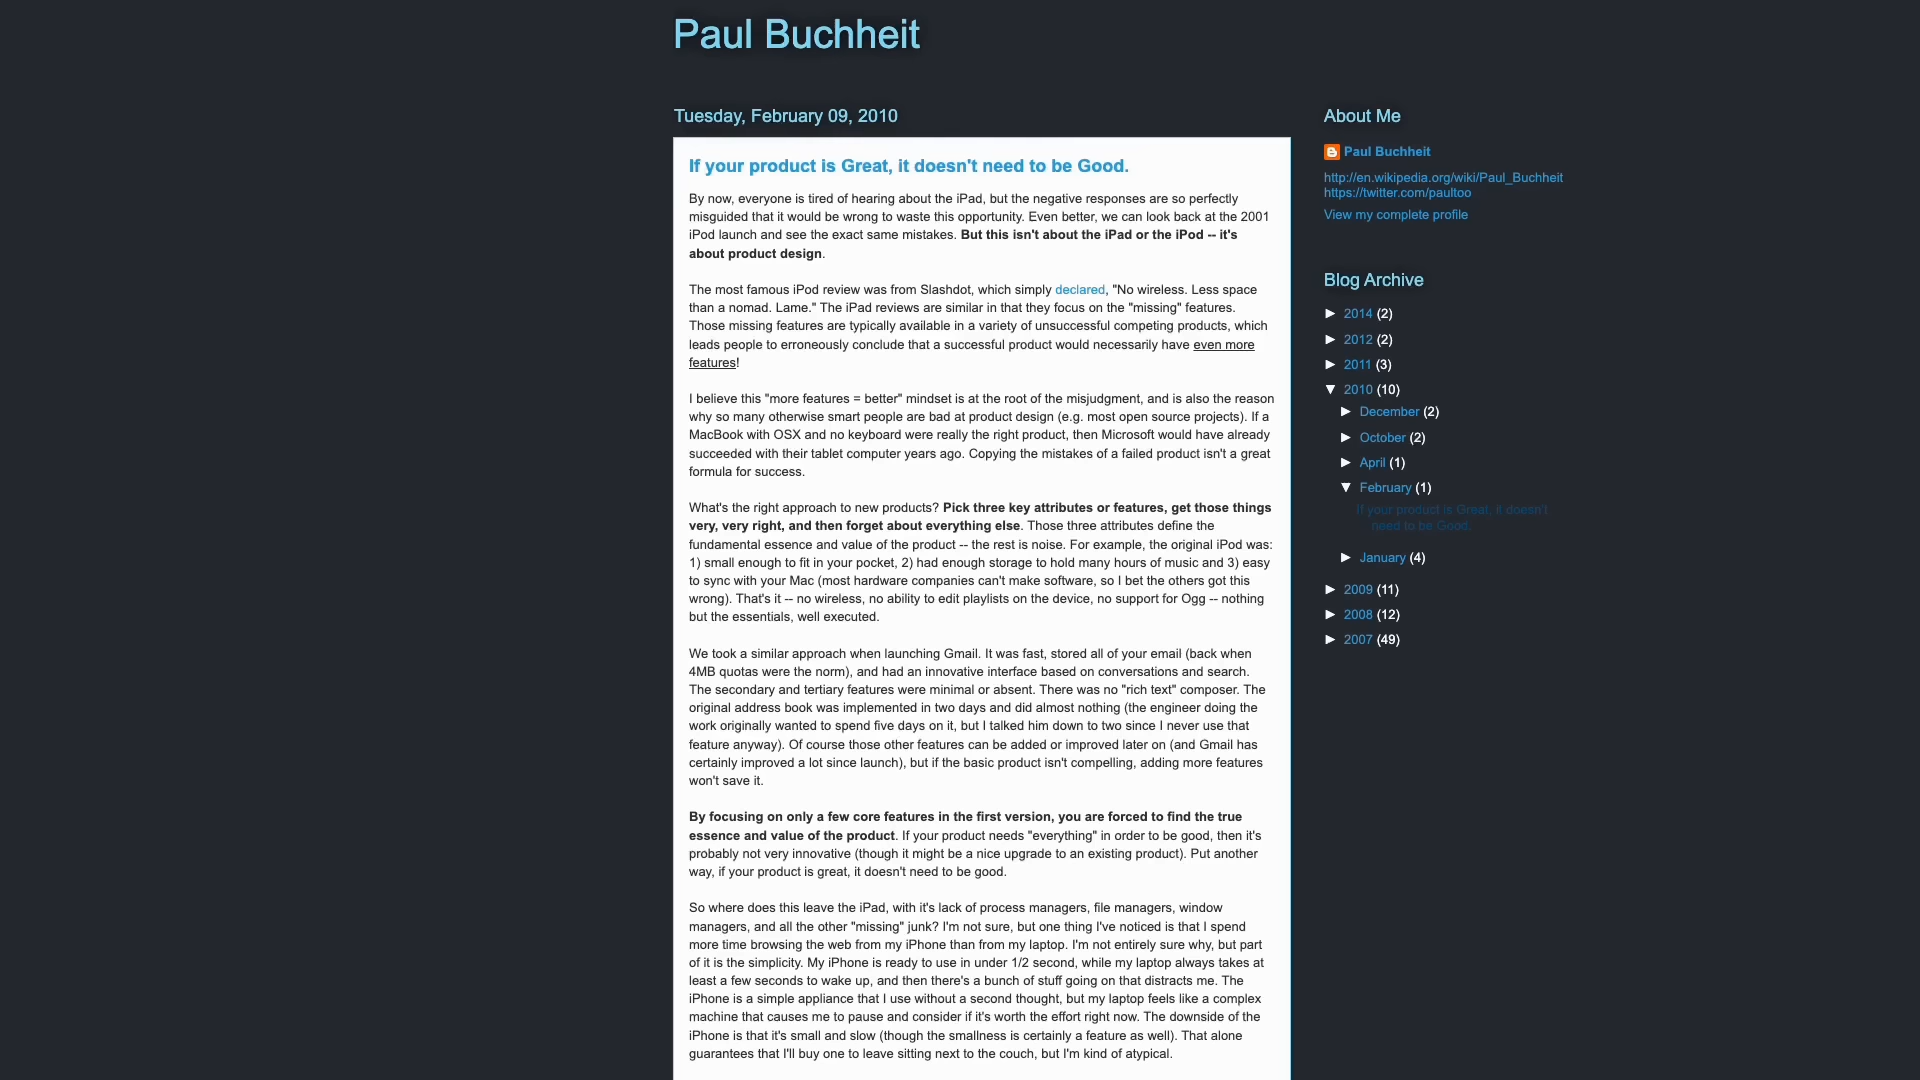 Paul Buchheit
Tuesday, February 09, 2010
If your product is Great, it doesn't need to be Good.
By now, everyone is tired of hearing about the iPad, but the negative responses are so perfectly
misguided that it would be wrong to waste this opportunity. Even better, we can look back at the 2001
iPod launch and see the exact same mistakes. But this isn't about the iPad or the iPod -- it's
about product design.
The most famous iPod review was from Slashdot, which simply declared, "No wireless. Less space
than a nomad. Lame." The iPad reviews are similar in that they focus on the "missing" features.
Those missing features are typically available in a variety of unsuccessful competing products, which
leads people to erroneously conclude that a successful product would necessarily have even more
features!
I believe this "more features = better" mindset is at the root of the misjudgment, and is also the reason
why so many otherwise smart people are bad at product design (e.g. most open source projects). If a
MacBook with OSX and no keyboard were really the right product, then Microsoft would have already
succeeded with their tablet computer years ago. Copying the mistakes of a failed product isn't a great
formula for success.
What's the right approach to new products? Pick three key attributes or features, get those things
very, very right, and then forget about everything else. Those three attributes define the
fundamental essence and value of the product -- the rest is noise. For example, the original iPod was:
1) small enough to fit in your pocket, 2) had enough storage to hold many hours of music and 3) easy
to sync with your Mac (most hardware companies can't make software, so I bet the others got this
wrong). That's it -- no wireless, no ability to edit playlists on the device, no support for Ogg -- nothing
but the essentials, well executed.
We took a similar approach when launching Gmail. It was fast, stored all of your email (back when
4MB quotas were the norm), and had an innovative interface based on conversations and search.
The secondary and tertiary features were minimal or absent. There was no "rich text" composer. The
original address book was implemented in two days and did almost nothing (the engineer doing the
work originally wanted to spend five days on it, but I talked him down to two since I never use that
feature anyway). Of course those other features can be added or improved later on (and Gmail has
certainly improved a lot since launch), but if the basic product isn't compelling, adding more features
won't save it.
By focusing on only a few core features in the first version, you are forced to find the true
essence and value of the product. If your product needs "everything" in order to be good, then it's
probably not very innovative (though it might be a nice upgrade to an existing product). Put another
way, if your product is great, it doesn't need to be good.
So where does this leave the iPad, with it's lack of process managers, file managers, window
managers, and all the other "missing" junk? I'm not sure, but one thing I've noticed is that I spend
more time browsing the web from my iPhone than from my laptop. I'm not entirely sure why, but part
of it is the simplicity. My iPhone is ready to use in under 1/2 second, while my laptop always takes at
least a few seconds to wake up, and then there's a bunch of stuff going on that distracts me. The
iPhone is a simple appliance that I use without a second thought, but my laptop feels like a complex
machine that causes me to pause and consider if it's worth the effort right now. The downside of the
iPhone is that it's small and slow (though the smallness is certainly a feature as well). That alone
guarantees that I'll buy one to leave sitting next to the couch, but I'm kind of atypical.
About Me
Paul Buchheit
http://en.wikipedia.org/wiki/Paul_Buchheit
https://twitter.com/paultoo
View my complete profile
Blog Archive
► 2014 (2)
► 2012 (2)
► 2011 (3)
▼ 2010 (10)
► December (2)
► October (2)
► April (1)
▼ February (1)
If your product is Great, it doesn't
need to be Good.
► January (4)
► 2009 (11)
► 2008 (12)
► 2007 (49)